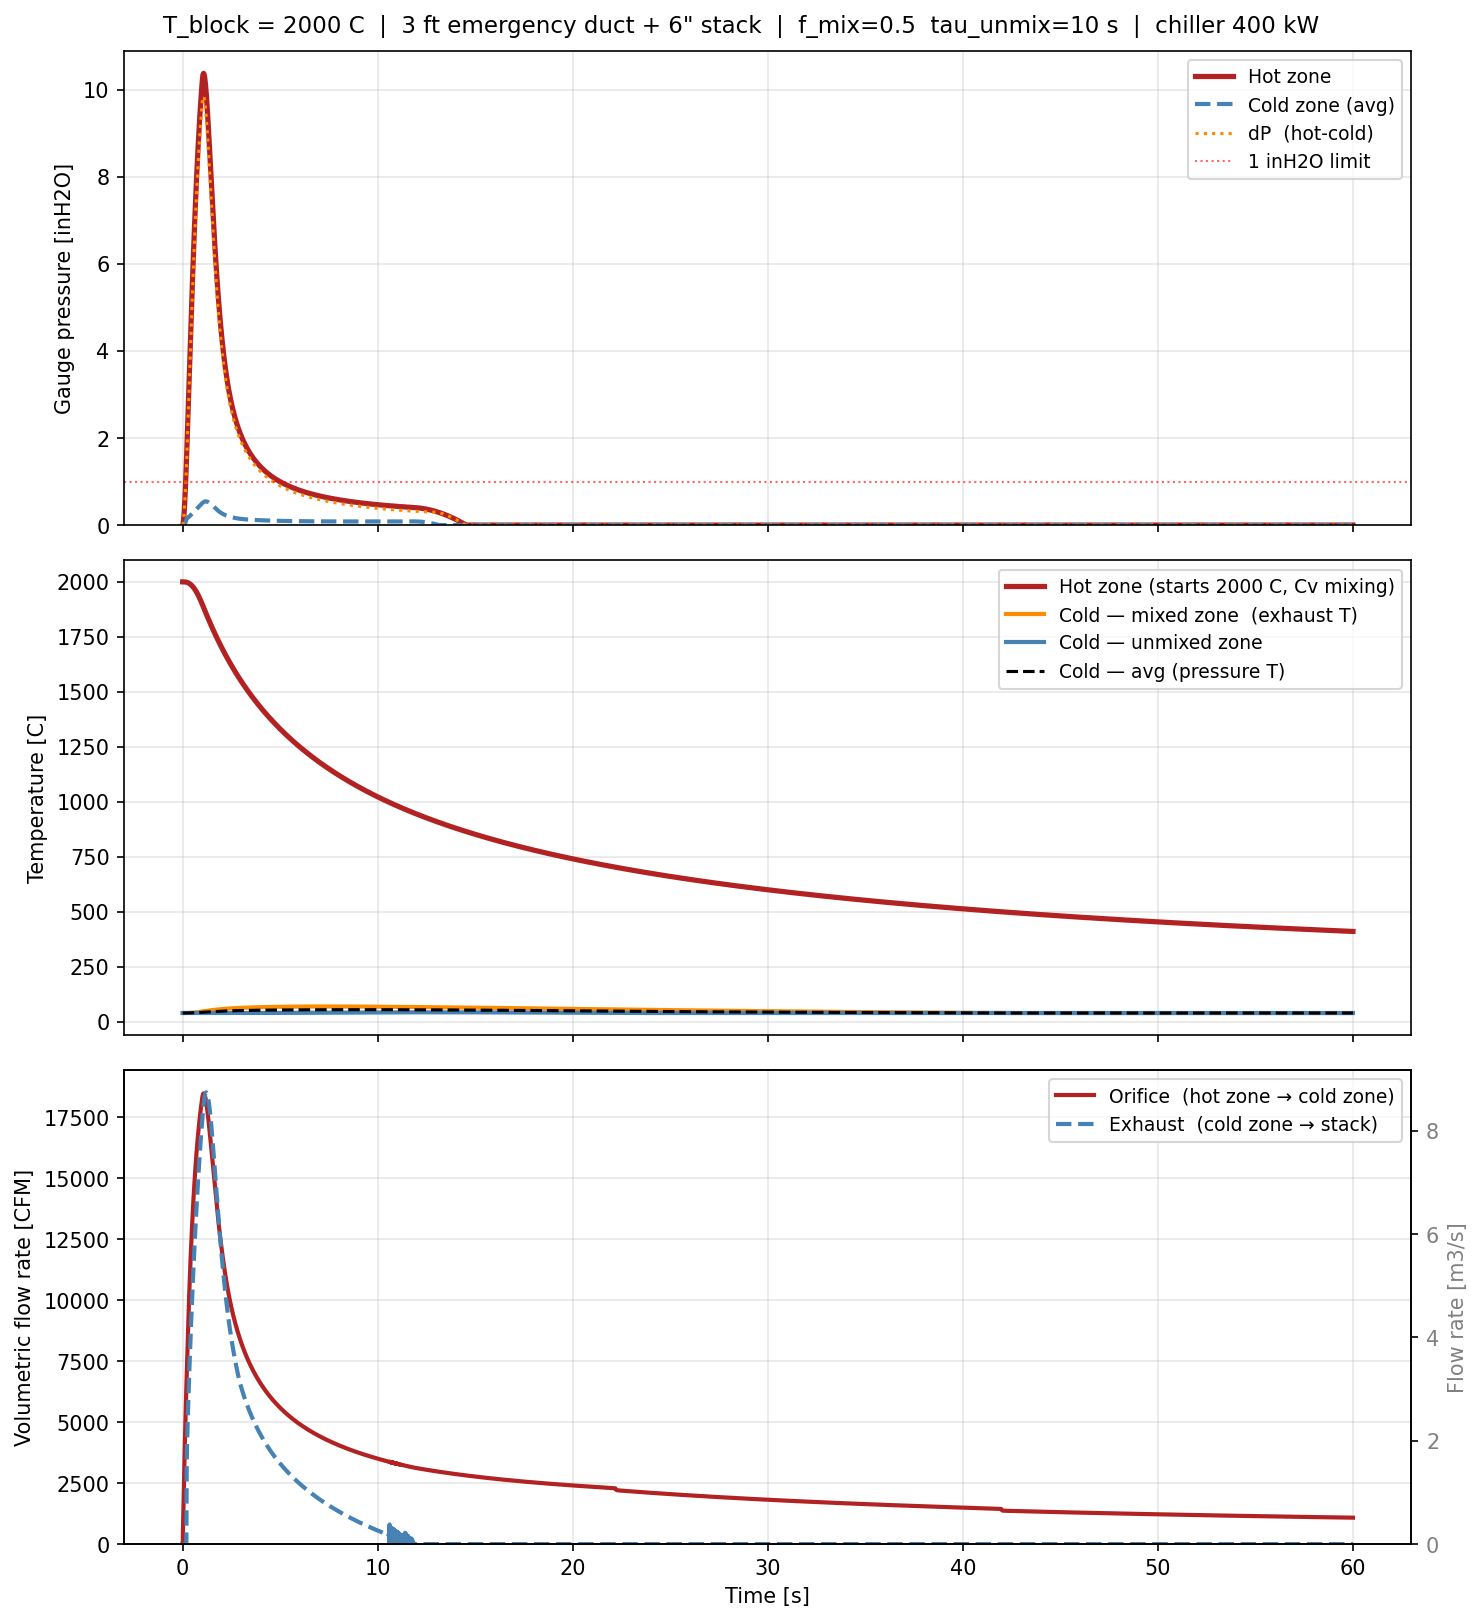 T_block = 2000 C  |  3 ft emergency duct + 6" stack  |  f_mix=0.5  tau_unmix=10 s  |  chiller 400 kW
Gauge pressure [inH2O]
10
8
6
4
2
0
Hot zone
Cold zone (avg)
dP  (hot-cold)
1 inH2O limit
Temperature [C]
2000
1750
1500
1250
1000
750
500
250
0
Hot zone (starts 2000 C, Cv mixing)
Cold — mixed zone  (exhaust T)
Cold — unmixed zone
Cold — avg (pressure T)
Volumetric flow rate [CFM]
17500
15000
12500
10000
7500
5000
2500
0
Orifice  (hot zone → cold zone)
Exhaust  (cold zone → stack)
8
6
4
2
0
Flow rate [m3/s]
0 10 20 30 40 50 60
Time [s]